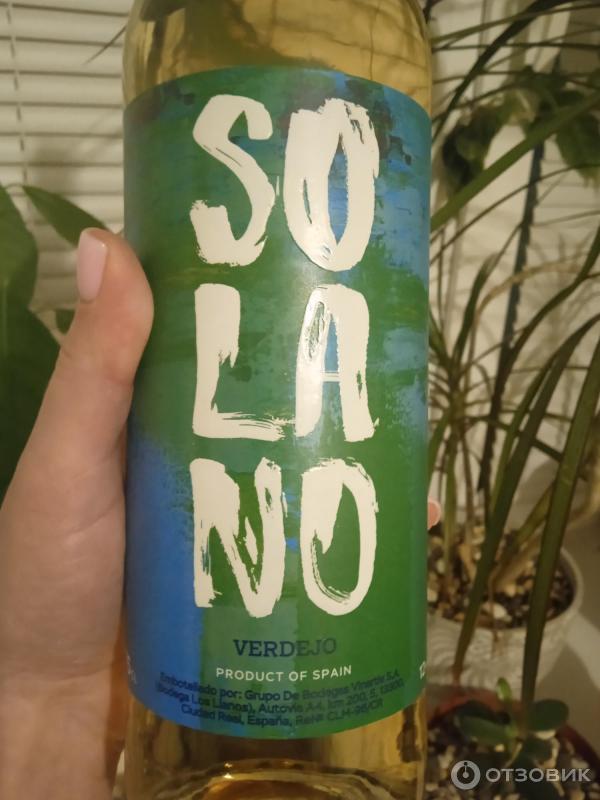 SO
LA
NO
VERDEJO
PRODUCT OF SPAIN
Embotellado por: Grupo De Bodegas Vinartis S.A.
(Bodega Los Llanos), Autovía A4, km 200, 5, 13300,
Ciudad Real, España, ReNº CLM-96/CR
ОТЗОВИК